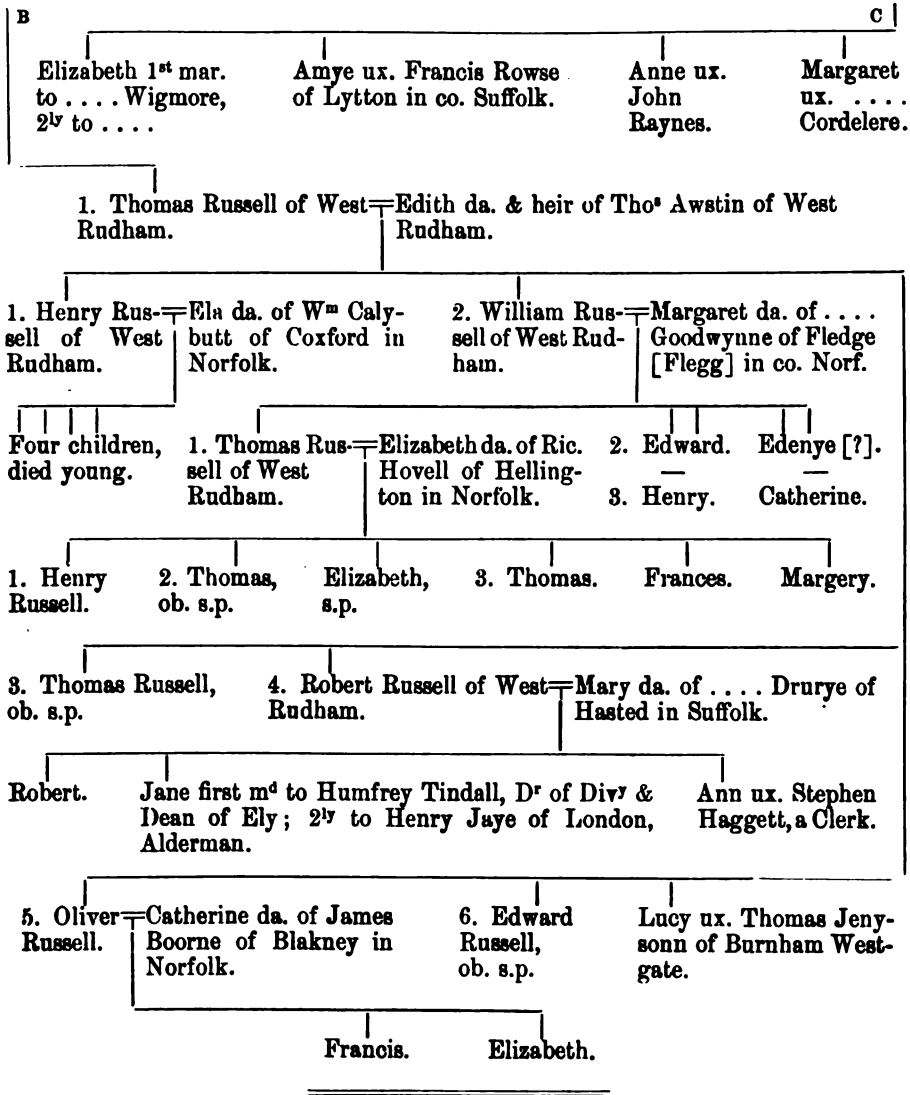 B C
Elizabeth 1st mar. Amye ux. Francis Rowse Anne ux. Margaret
to .... Wigmore, of Lytton in co. Suffolk. John ux. ....
2ly to .... Raynes. Cordelere.
1. Thomas Russell of West Edith da. & heir of Thos Awstin of West
Rudham. Rudham.
1. Henry Rus- Ela da. of Wm Caly- 2. William Rus- Margaret da. of ....
sell of West butt of Coxford in sell of West Rud- Goodwynne of Fledge
Rudham. Norfolk. ham. [Flegg] in co. Norf.
Four children, 1. Thomas Rus- Elizabeth da. of Ric. 2. Edward. Edenye [?].
died young. sell of West Hovell of Helling- — —
Rudham. ton in Norfolk. 3. Henry. Catherine.
1. Henry 2. Thomas, Elizabeth, 3. Thomas. Frances. Margery.
Russell. ob. s.p. s.p.
3. Thomas Russell, 4. Robert Russell of West Mary da. of .... Drurye of
ob. s.p. Rudham. Hasted in Suffolk.
Robert. Jane first md to Humfrey Tindall, Dr of Divy & Ann ux. Stephen
Dean of Ely; 2ly to Henry Jaye of London, Haggett, a Clerk.
Alderman.
5. Oliver Catherine da. of James 6. Edward Lucy ux. Thomas Jeny-
Russell. Boorne of Blakney in Russell, sonn of Burnham West-
Norfolk. ob. s.p. gate.
Francis. Elizabeth.